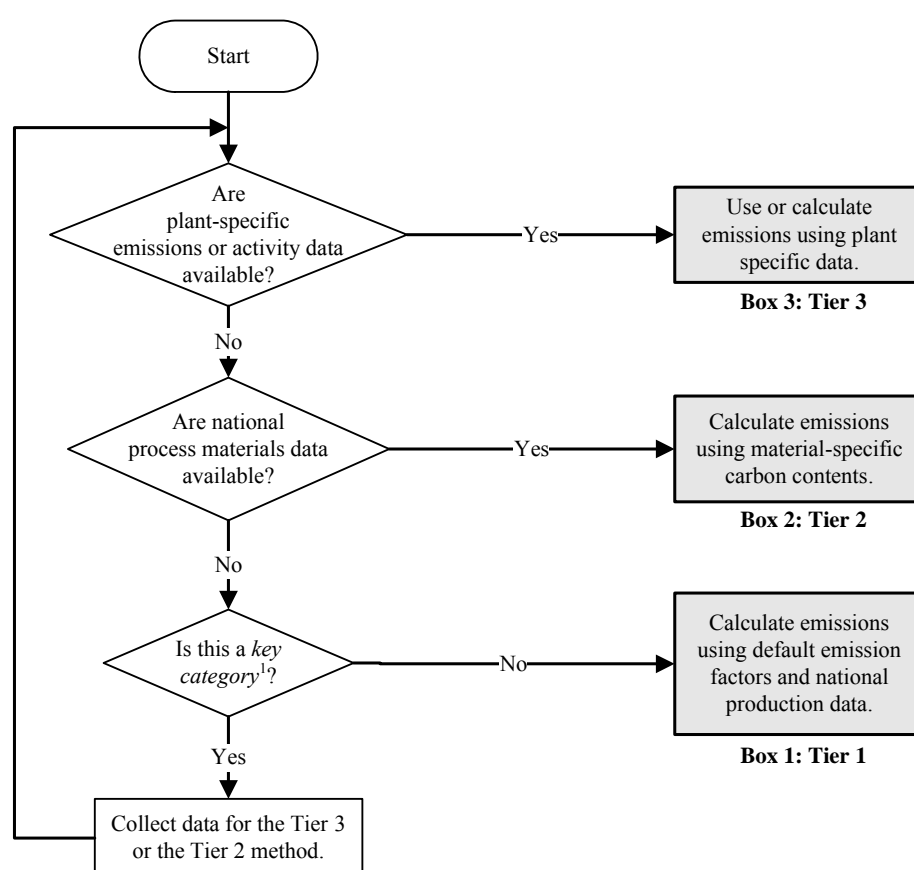 Start
Are
plant-specific
emissions or activity data
available?
Yes
Use or calculate
emissions using plant
specific data.
Box 3: Tier 3
No
Are national
process materials data
available?
Yes
Calculate emissions
using material-specific
carbon contents.
Box 2: Tier 2
No
Is this a key
category¹?
No
Calculate emissions
using default emission
factors and national
production data.
Box 1: Tier 1
Yes
Collect data for the Tier 3
or the Tier 2 method.